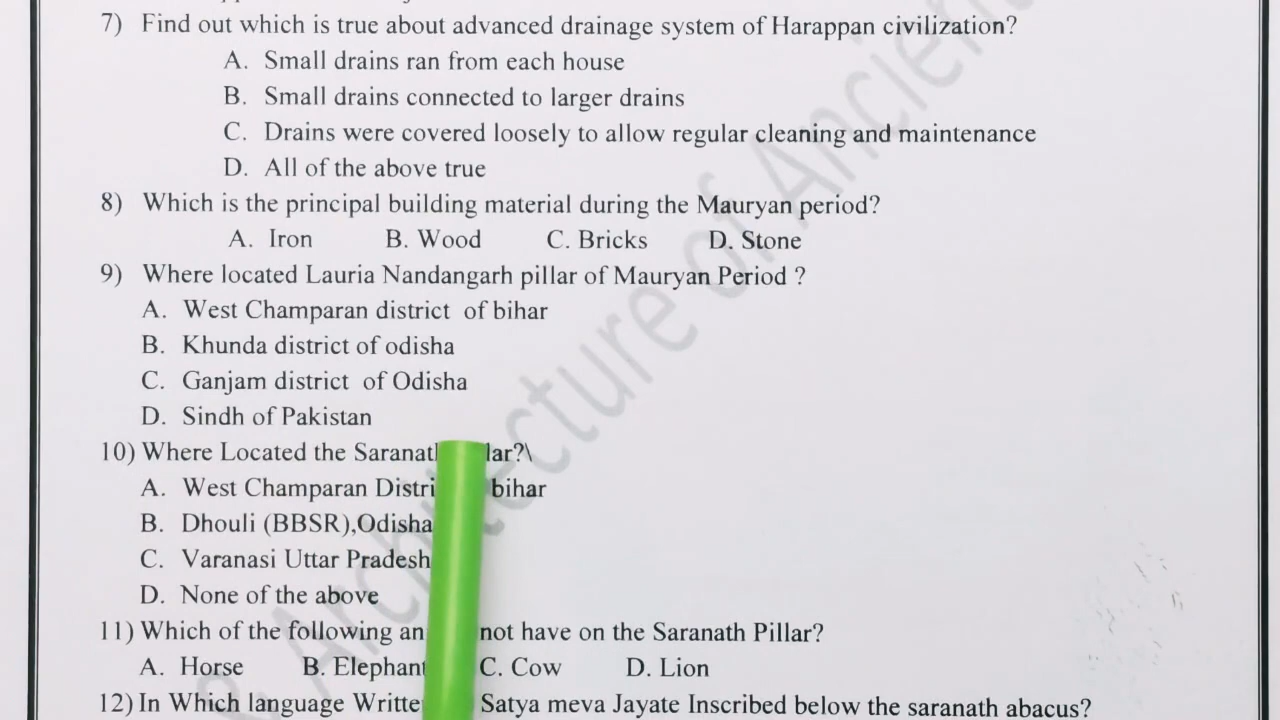 7) Find out which is true about advanced drainage system of Harappan civilization?
A. Small drains ran from each house
B. Small drains connected to larger drains
C. Drains were covered loosely to allow regular cleaning and maintenance
D. All of the above true
8) Which is the principal building material during the Mauryan period?
A. Iron B. Wood C. Bricks D. Stone
9) Where located Lauria Nandangarh pillar of Mauryan Period ?
A. West Champaran district of bihar
B. Khunda district of odisha
C. Ganjam district of Odisha
D. Sindh of Pakistan
10) Where Located the Saranat lar?\
A. West Champaran Distri bihar
B. Dhouli (BBSR),Odisha
C. Varanasi Uttar Pradesh
D. None of the above
11) Which of the following an not have on the Saranath Pillar?
A. Horse B. Elephant C. Cow D. Lion
12) In Which language Writte Satya meva Jayate Inscribed below the saranath abacus?
Architecture of Ancient